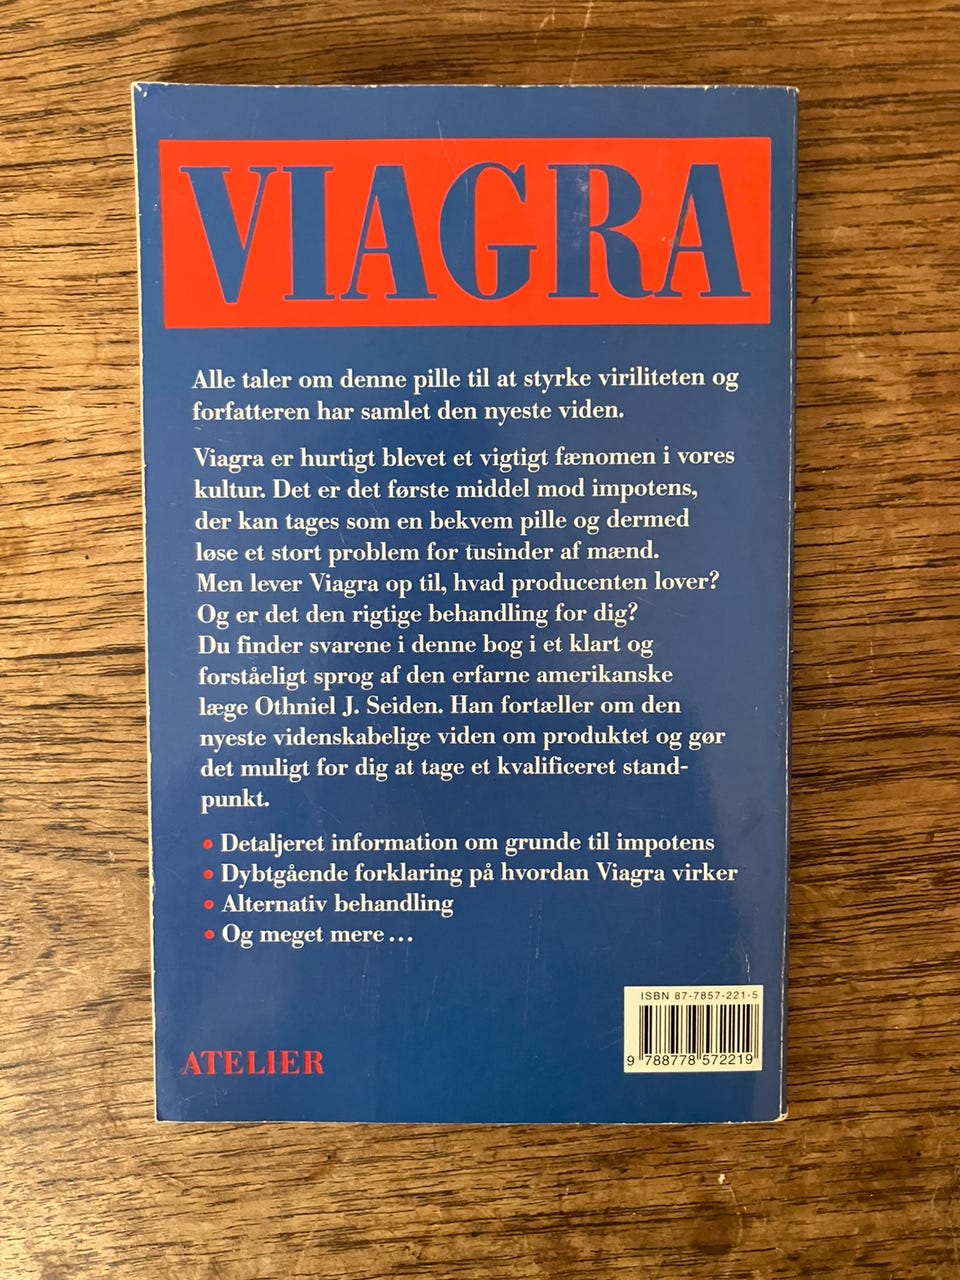 VIAGRA
Alle taler om denne pille til at styrke viriliteten og
forfatteren har samlet den nyeste viden.
Viagra er hurtigt blevet et vigtigt fænomen i vores
kultur. Det er det første middel mod impotens,
der kan tages som en bekvem pille og dermed
løse et stort problem for tusinder af mænd.
Men lever Viagra op til, hvad producenten lover?
Og er det den rigtige behandling for dig?
Du finder svarene i denne bog i et klart og
forståeligt sprog af den erfarne amerikanske
læge Othniel J. Seiden. Han fortæller om den
nyeste videnskabelige viden om produktet og gør
det muligt for dig at tage et kvalificeret stand-
punkt.
• Detaljeret information om grunde til impotens
• Dybtgående forklaring på hvordan Viagra virker
• Alternativ behandling
• Og meget mere...
ISBN 87-7857-221-5
9 788778 572219
ATELIER